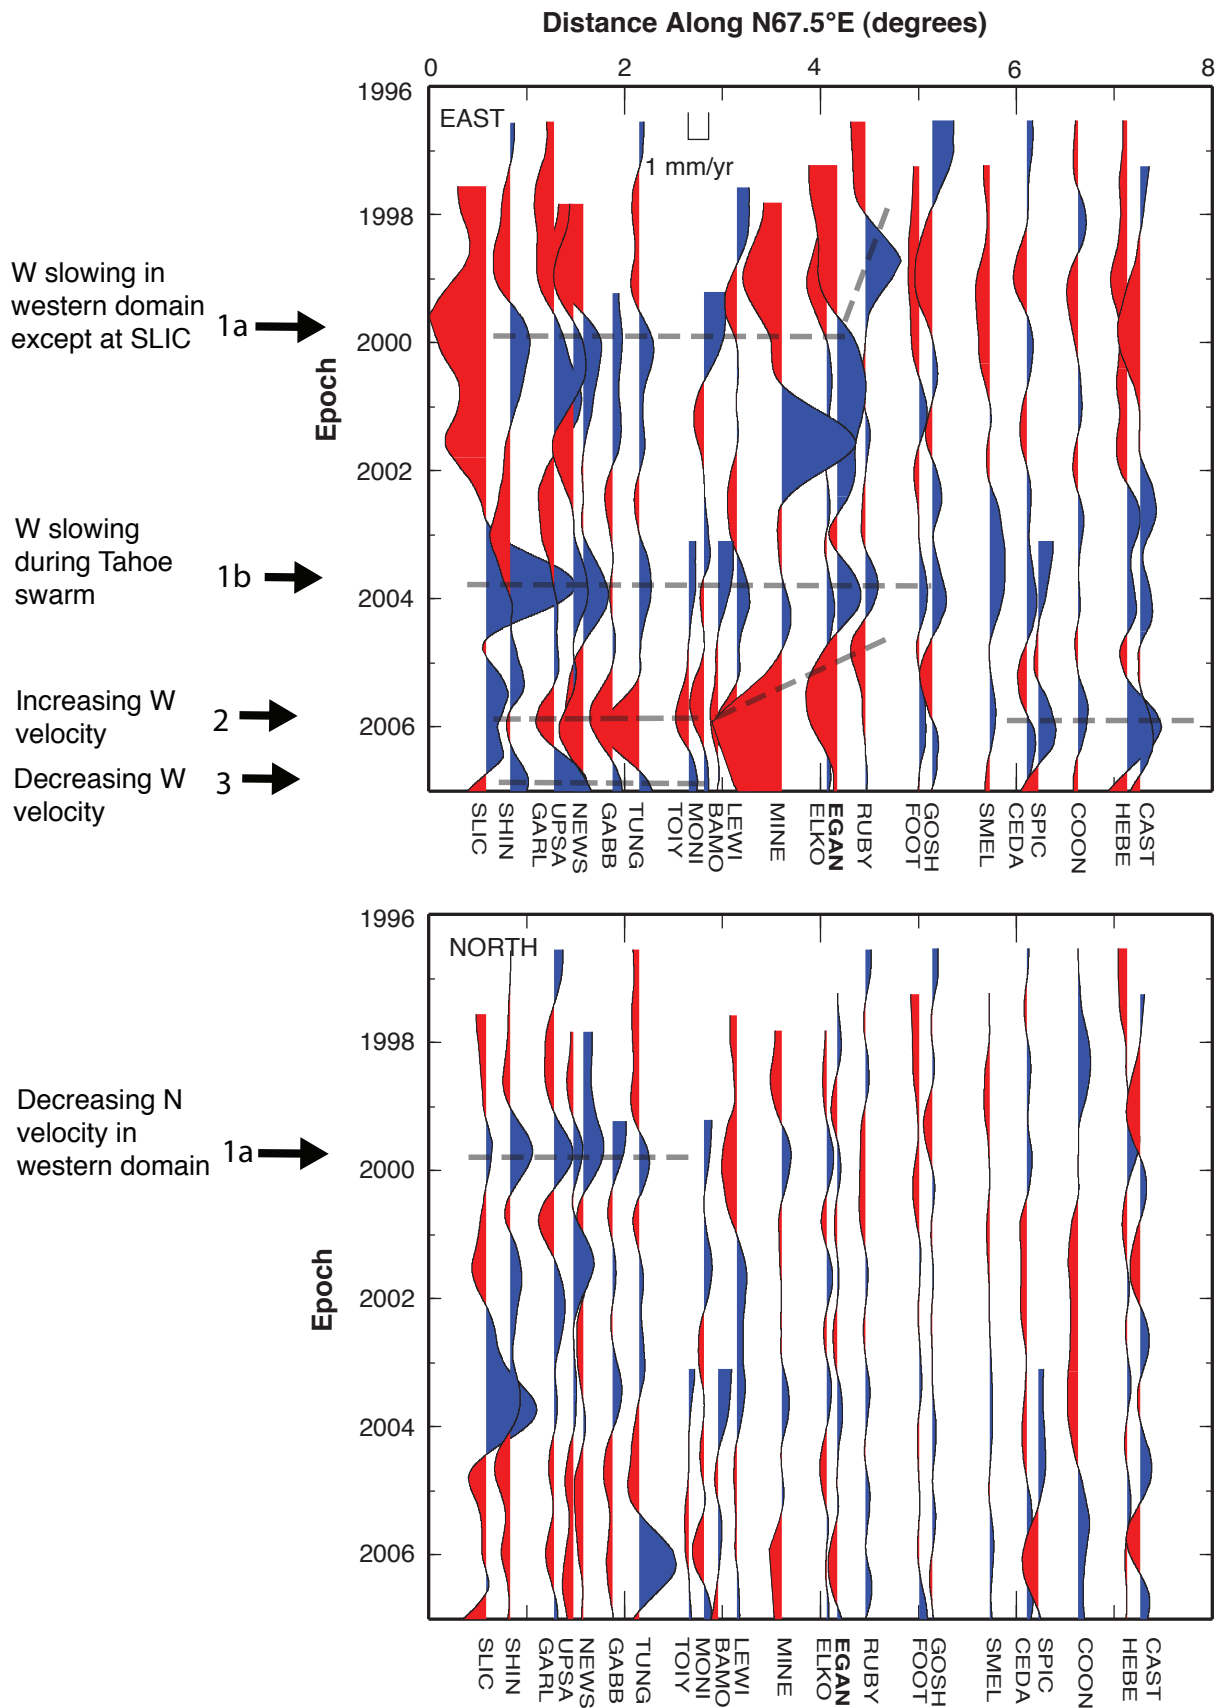 Distance Along N67.5°E (degrees)
0 2 4 6 8
1996
EAST
1 mm/yr
1998
W slowing in
western domain
except at SLIC
1a
2000
Epoch
2002
W slowing
during Tahoe
swarm
1b
2004
Increasing W
velocity
2
2006
Decreasing W
velocity
3
SLIC
SHIN
GARL
UPSA
NEWS
GABB
TUNG
TOIY
MONI
BAMO
LEWI
MINE
ELKO
EGAN
RUBY
FOOT
GOSH
SMEL
CEDA
SPIC
COON
HEBE
CAST
1996
NORTH
1998
Decreasing N
velocity in
western domain
1a
2000
Epoch
2002
2004
2006
SLIC
SHIN
GARL
UPSA
NEWS
GABB
TUNG
TOIY
MONI
BAMO
LEWI
MINE
ELKO
EGAN
RUBY
FOOT
GOSH
SMEL
CEDA
SPIC
COON
HEBE
CAST